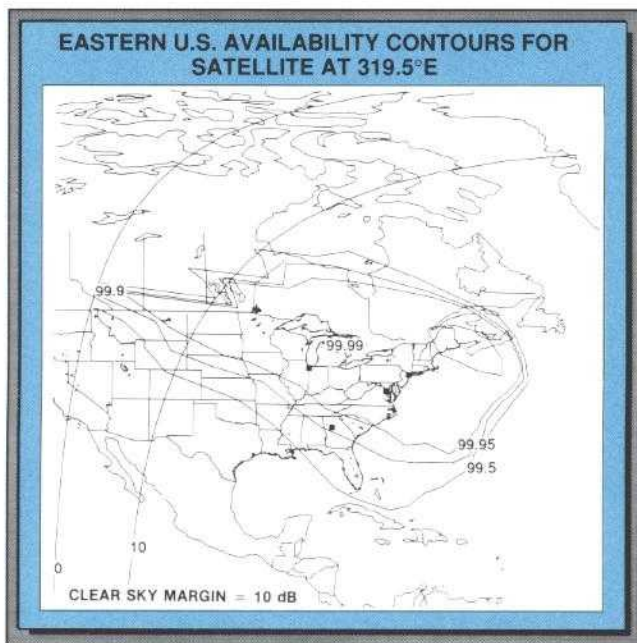 EASTERN U.S. AVAILABILITY CONTOURS FOR
SATELLITE AT 319.5°E
99.9
99.99
99.95
99.5
10
0
CLEAR SKY MARGIN = 10 dB